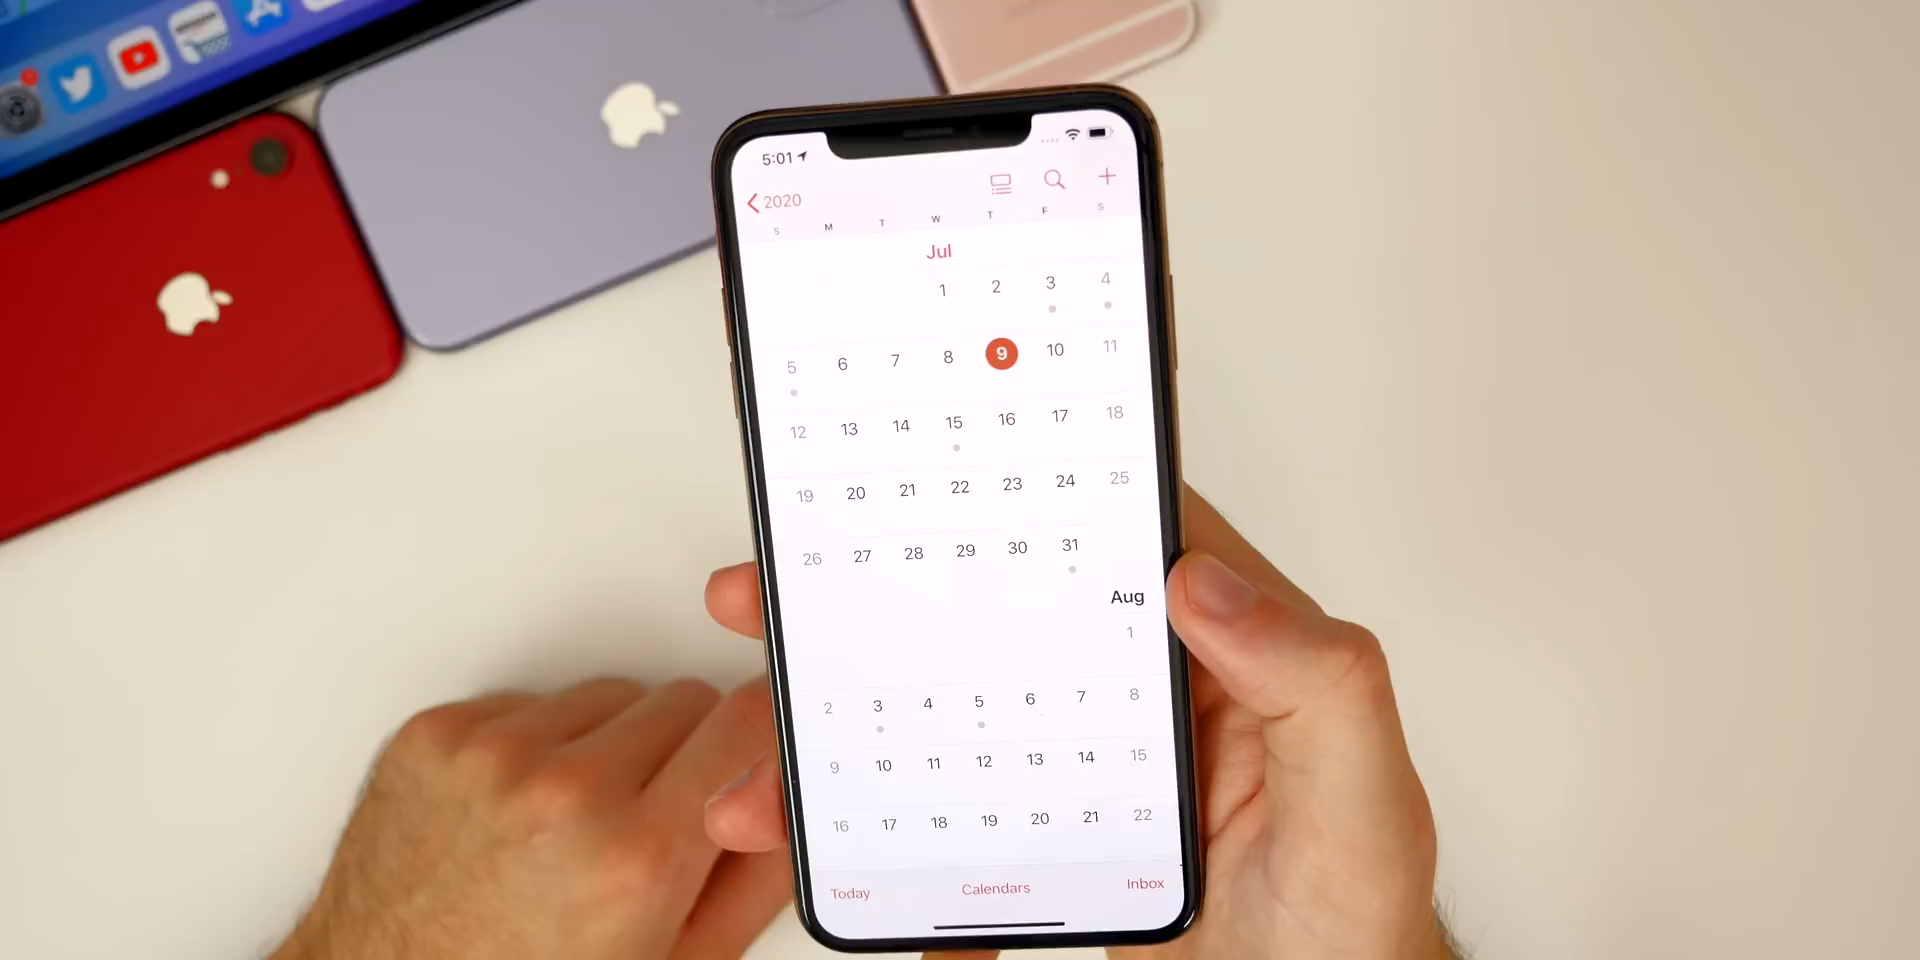 5:01
2020
S M T W T F S
Jul
1 2 3 4
5 6 7 8 9 10 11
12 13 14 15 16 17 18
19 20 21 22 23 24 25
26 27 28 29 30 31
Aug
1
2 3 4 5 6 7 8
9 10 11 12 13 14 15
16 17 18 19 20 21 22
Today Calendars Inbox